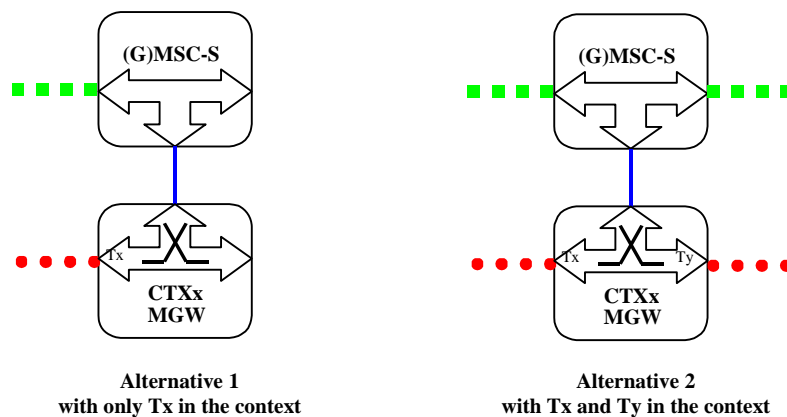 (G)MSC-S
Tx
CTXx
MGW
Alternative 1
with only Tx in the context
(G)MSC-S
Tx
Ty
CTXx
MGW
Alternative 2
with Tx and Ty in the context